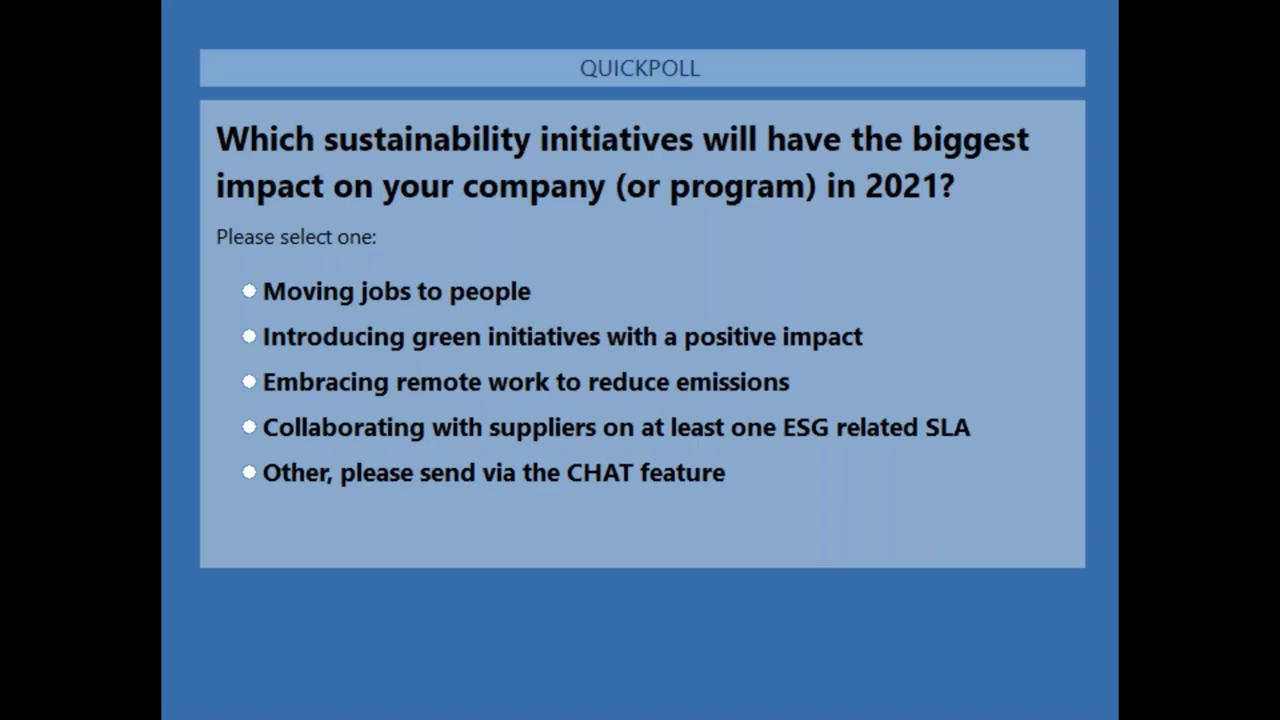 QUICKPOLL
Which sustainability initiatives will have the biggest
impact on your company (or program) in 2021?
Please select one:
Moving jobs to people
Introducing green initiatives with a positive impact
Embracing remote work to reduce emissions
Collaborating with suppliers on at least one ESG related SLA
Other, please send via the CHAT feature